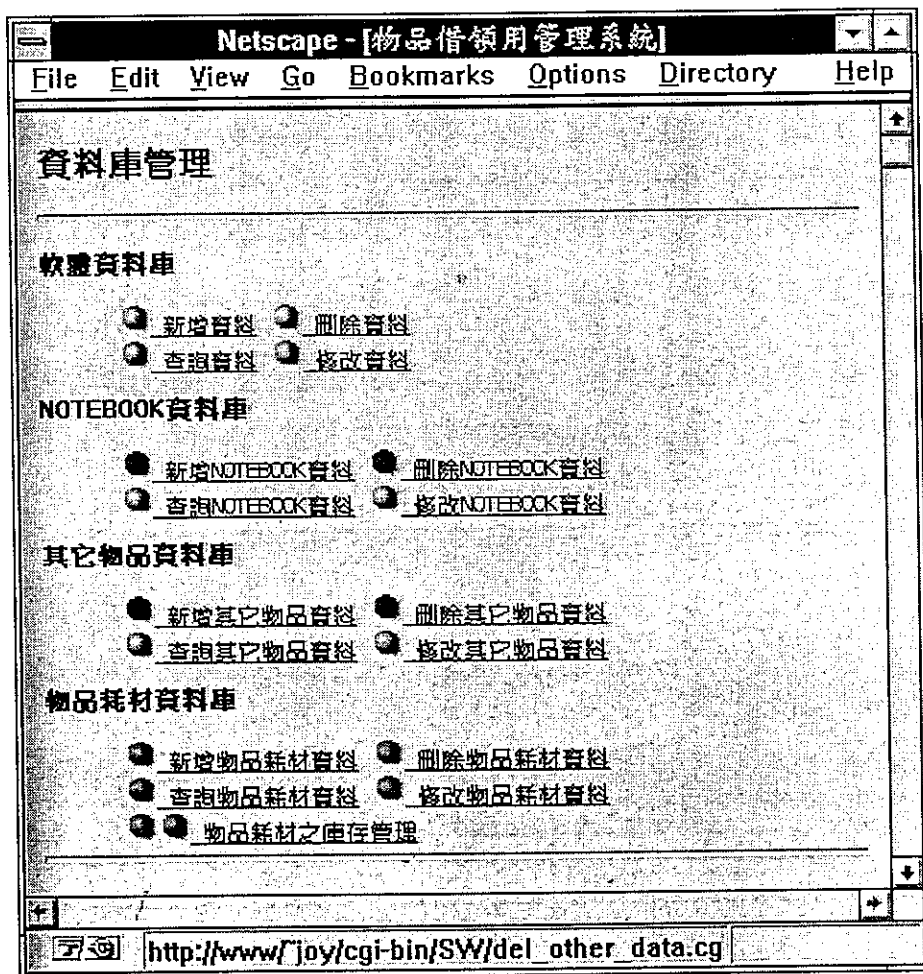 Netscape - [物品借領用管理系統]
File Edit View Go Bookmarks Options Directory Help
資料庫管理
軟體資料庫
新增資料 刪除資料
查詢資料 修改資料
NOTEBOOK資料庫
新增NOTEBOOK資料 刪除NOTEBOOK資料
查詢NOTEBOOK資料 修改NOTEBOOK資料
其它物品資料庫
新增其它物品資料 刪除其它物品資料
查詢其它物品資料 修改其它物品資料
物品耗材資料庫
新增物品耗材資料 刪除物品耗材資料
查詢物品耗材資料 修改物品耗材資料
物品耗材之庫存管理
http://www/~joy/cgi-bin/SW/del_other_data.cg